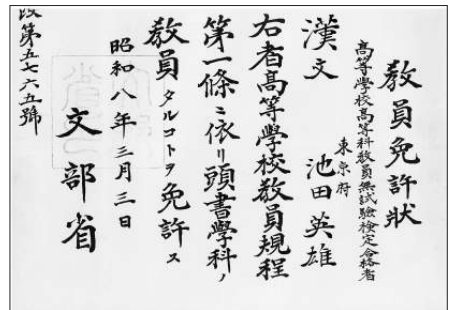 教員免許狀
高等學校高等科教員無試驗檢定合格者
東京府
漢文 池田英雄
右者高等學校教員規程
第一條ニ依リ頭書學科ノ
教員タルコトヲ免許ス
昭和八年三月三日
文部省
第五七六五號